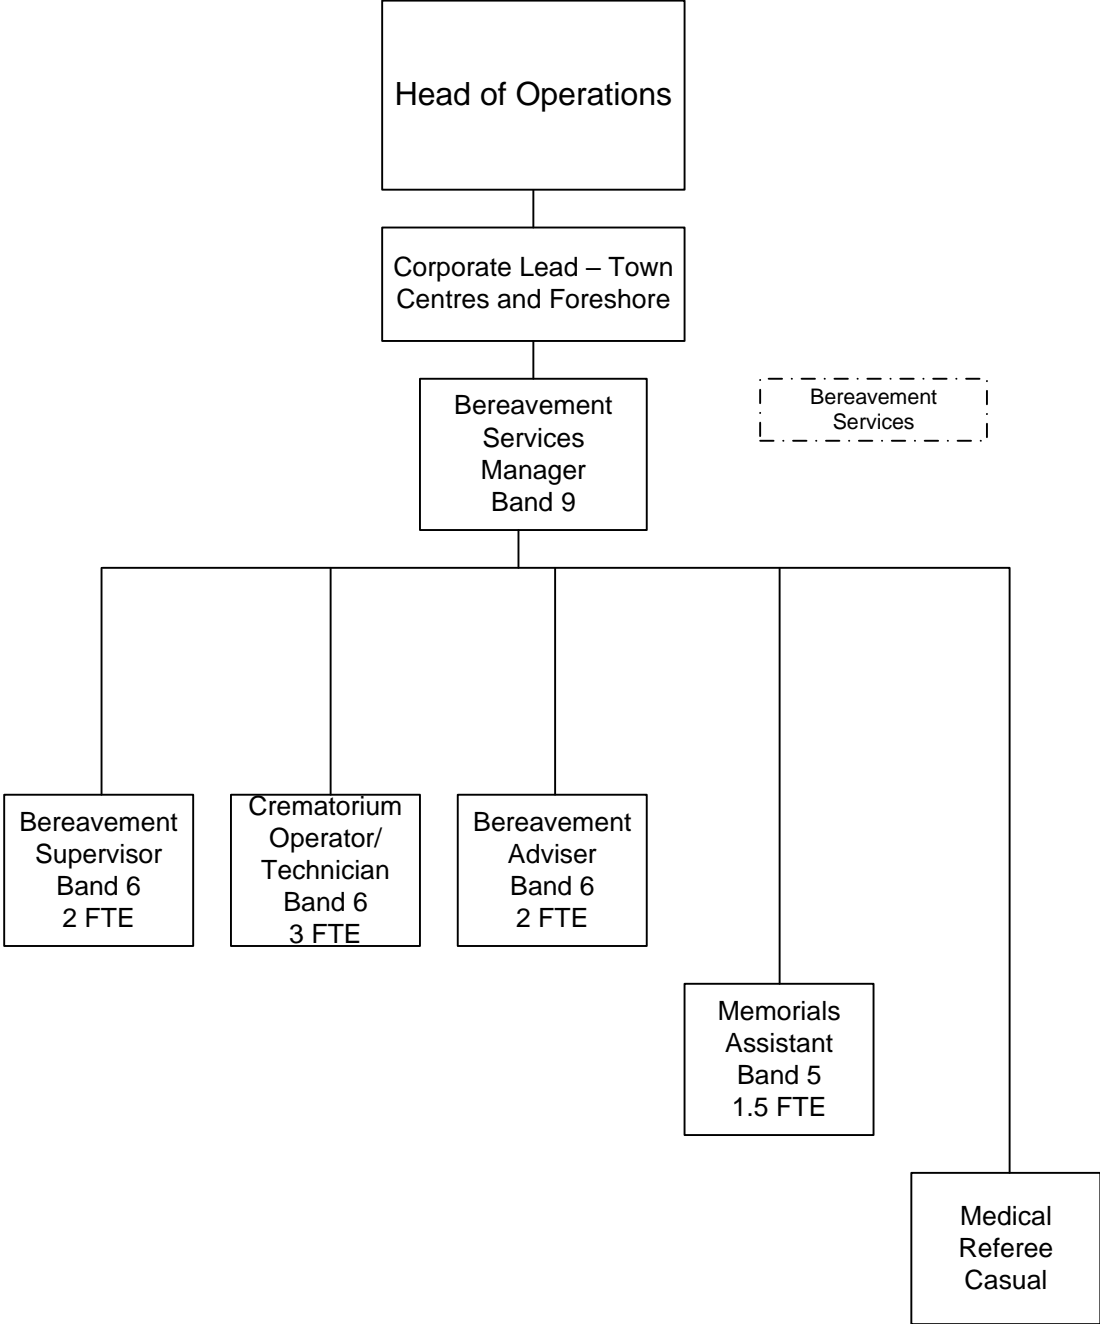 Head of Operations
Corporate Lead – Town
Centres and Foreshore
Bereavement
Services
Manager
Band 9
Bereavement
Services
Bereavement
Supervisor
Band 6
2 FTE
Crematorium
Operator/
Technician
Band 6
3 FTE
Bereavement
Adviser
Band 6
2 FTE
Memorials
Assistant
Band 5
1.5 FTE
Medical
Referee
Casual